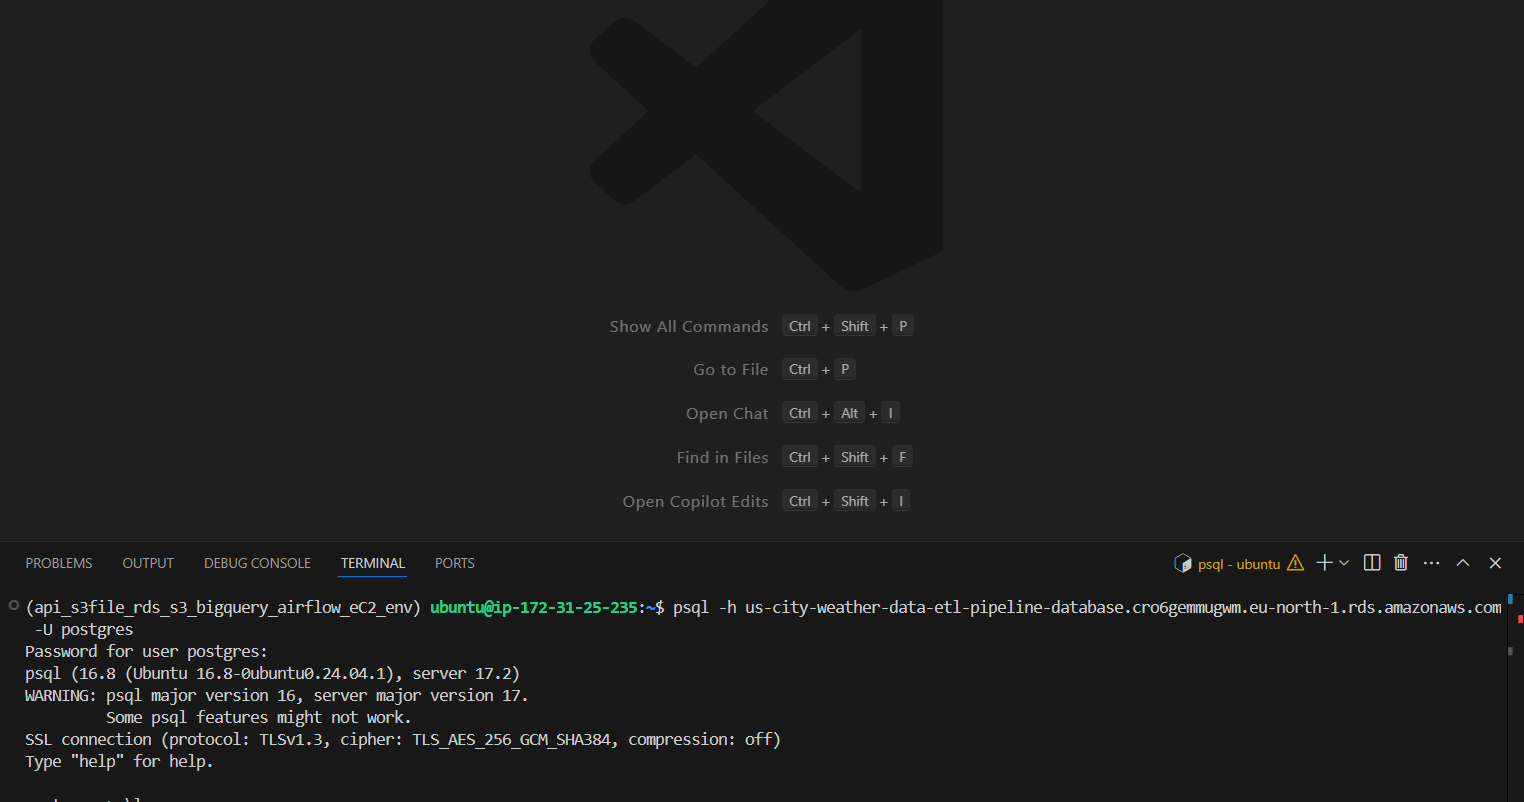 Show All Commands Ctrl + Shift + P
Go to File Ctrl + P
Open Chat Ctrl + Alt + I
Find in Files Ctrl + Shift + F
Open Copilot Edits Ctrl + Shift + I
PROBLEMS OUTPUT DEBUG CONSOLE TERMINAL PORTS psql - ubuntu
(api_s3file_rds_s3_bigquery_airflow_eC2_env) ubuntu@ip-172-31-25-235:~$ psql -h us-city-weather-data-etl-pipeline-database.cro6gemmugwm.eu-north-1.rds.amazonaws.com
-U postgres
Password for user postgres:
psql (16.8 (Ubuntu 16.8-0ubuntu0.24.04.1), server 17.2)
WARNING: psql major version 16, server major version 17.
Some psql features might not work.
SSL connection (protocol: TLSv1.3, cipher: TLS_AES_256_GCM_SHA384, compression: off)
Type "help" for help.